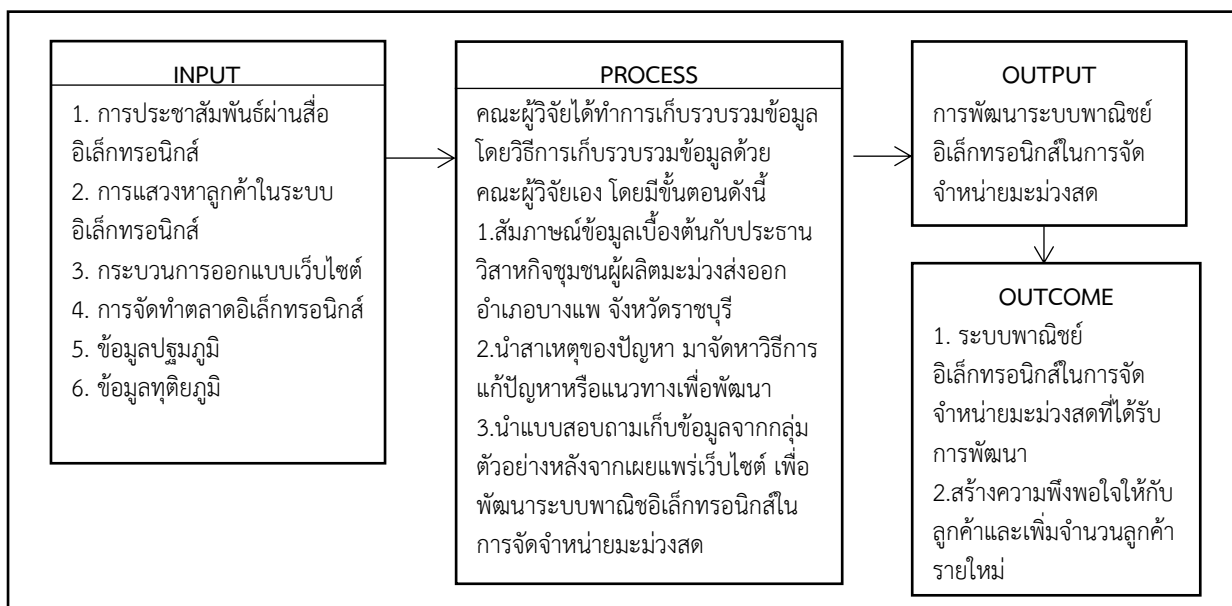 INPUT
1. การประชาสัมพันธ์ผ่านสื่อ
อิเล็กทรอนิกส์
2. การแสวงหาลูกค้าในระบบ
อิเล็กทรอนิกส์
3. กระบวนการออกแบบเว็บไซต์
4. การจัดทำตลาดอิเล็กทรอนิกส์
5. ข้อมูลปฐมภูมิ
6. ข้อมูลทุติยภูมิ
PROCESS
คณะผู้วิจัยได้ทำการเก็บรวบรวมข้อมูล
โดยวิธีการเก็บรวบรวมข้อมูลด้วย
คณะผู้วิจัยเอง โดยมีขั้นตอนดังนี้
1.สัมภาษณ์ข้อมูลเบื้องต้นกับประธาน
วิสาหกิจชุมชนผู้ผลิตมะม่วงส่งออก
อำเภอบางแพ จังหวัดราชบุรี
2.นำสาเหตุของปัญหา มาจัดหาวิธีการ
แก้ปัญหาหรือแนวทางเพื่อพัฒนา
3.นำแบบสอบถามเก็บข้อมูลจากกลุ่ม
ตัวอย่างหลังจากเผยแพร่เว็บไซต์ เพื่อ
พัฒนาระบบพาณิชอิเล็กทรอนิกส์ใน
การจัดจำหน่ายมะม่วงสด
OUTPUT
การพัฒนาระบบพาณิชย์
อิเล็กทรอนิกส์ในการจัด
จำหน่ายมะม่วงสด
OUTCOME
1. ระบบพาณิชย์
อิเล็กทรอนิกส์ในการจัด
จำหน่ายมะม่วงสดที่ได้รับ
การพัฒนา
2.สร้างความพึงพอใจให้กับ
ลูกค้าและเพิ่มจำนวนลูกค้า
รายใหม่